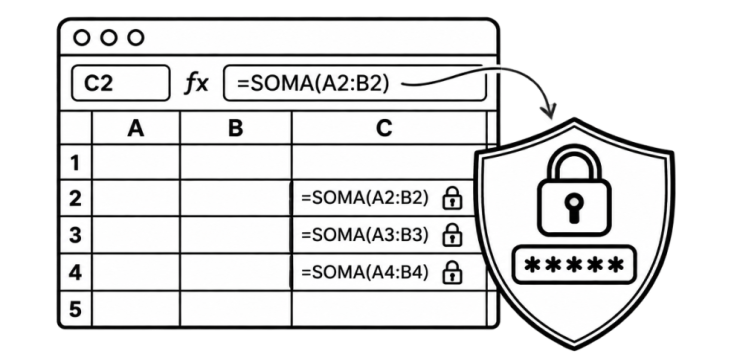 C2 fx =SOMA(A2:B2)
A B C
1
2 =SOMA(A2:B2)
3 =SOMA(A3:B3)
4 =SOMA(A4:B4)
5
*****